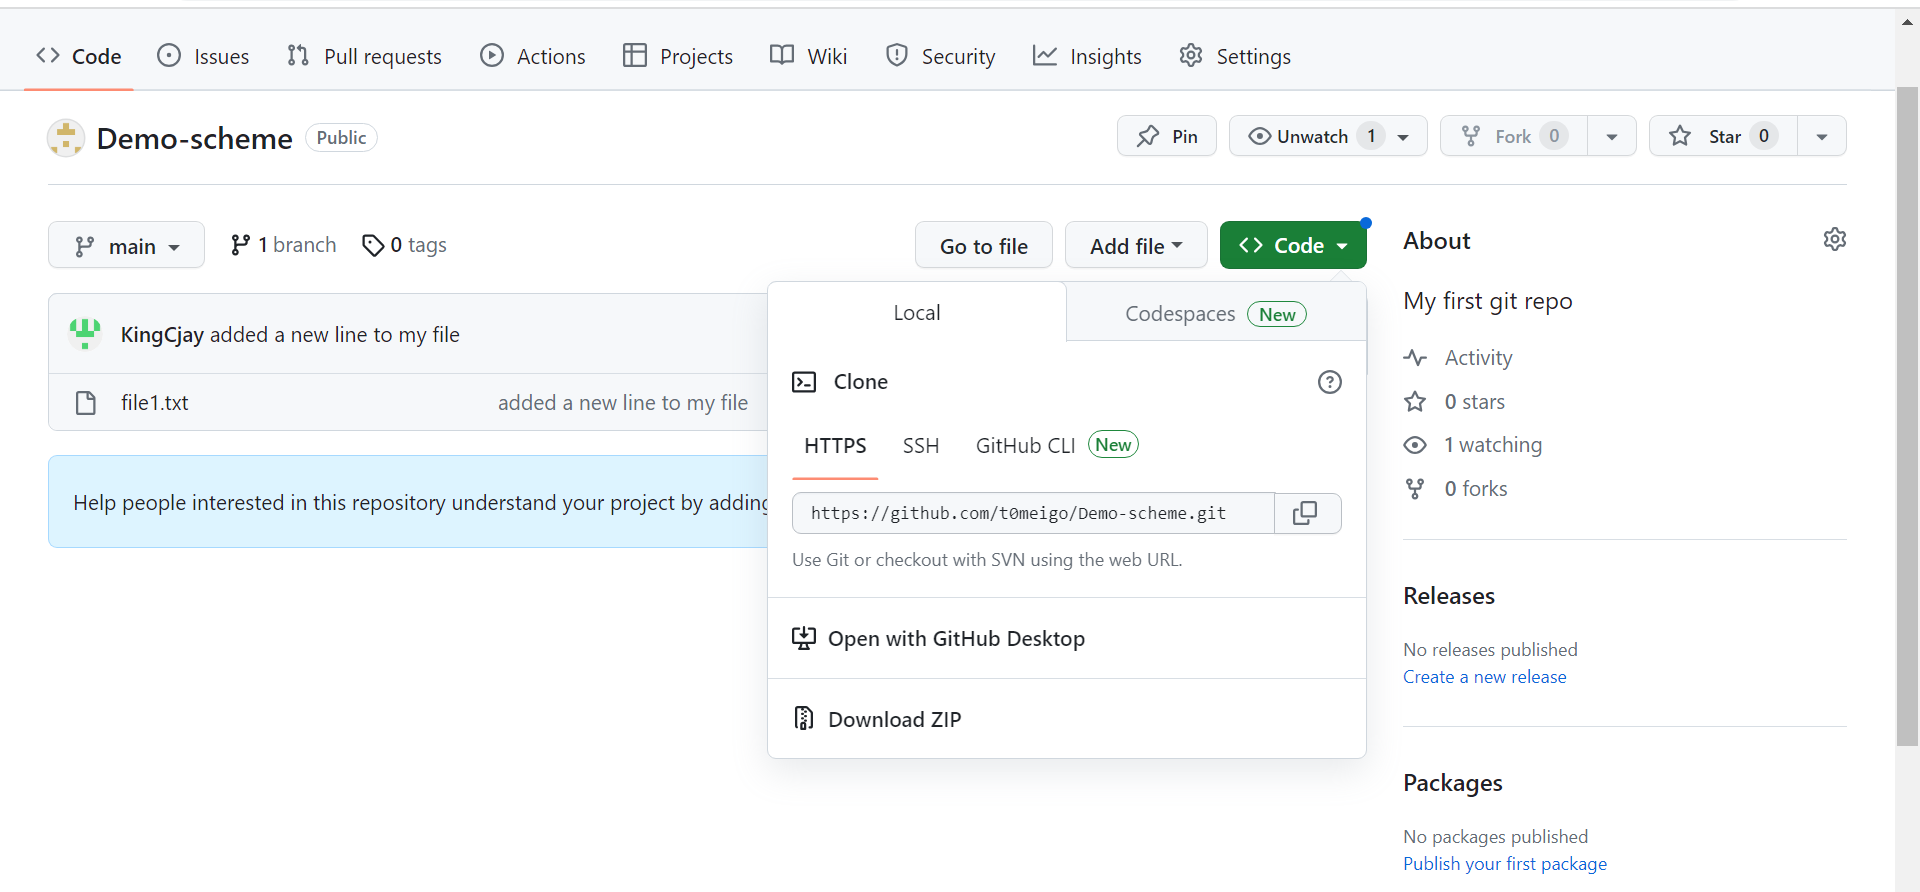 Code Issues Pull requests Actions Projects Wiki Security Insights Settings
Demo-scheme Public
Pin Unwatch 1 Fork 0 Star 0
main 1 branch 0 tags Go to file Add file Code
KingCjay added a new line to my file
file1.txt added a new line to my file
Help people interested in this repository understand your project by adding
Local Codespaces New
Clone
HTTPS SSH GitHub CLI New
https://github.com/t0meigo/Demo-scheme.git
Use Git or checkout with SVN using the web URL.
Open with GitHub Desktop
Download ZIP
About
My first git repo
Activity
0 stars
1 watching
0 forks
Releases
No releases published
Create a new release
Packages
No packages published
Publish your first package